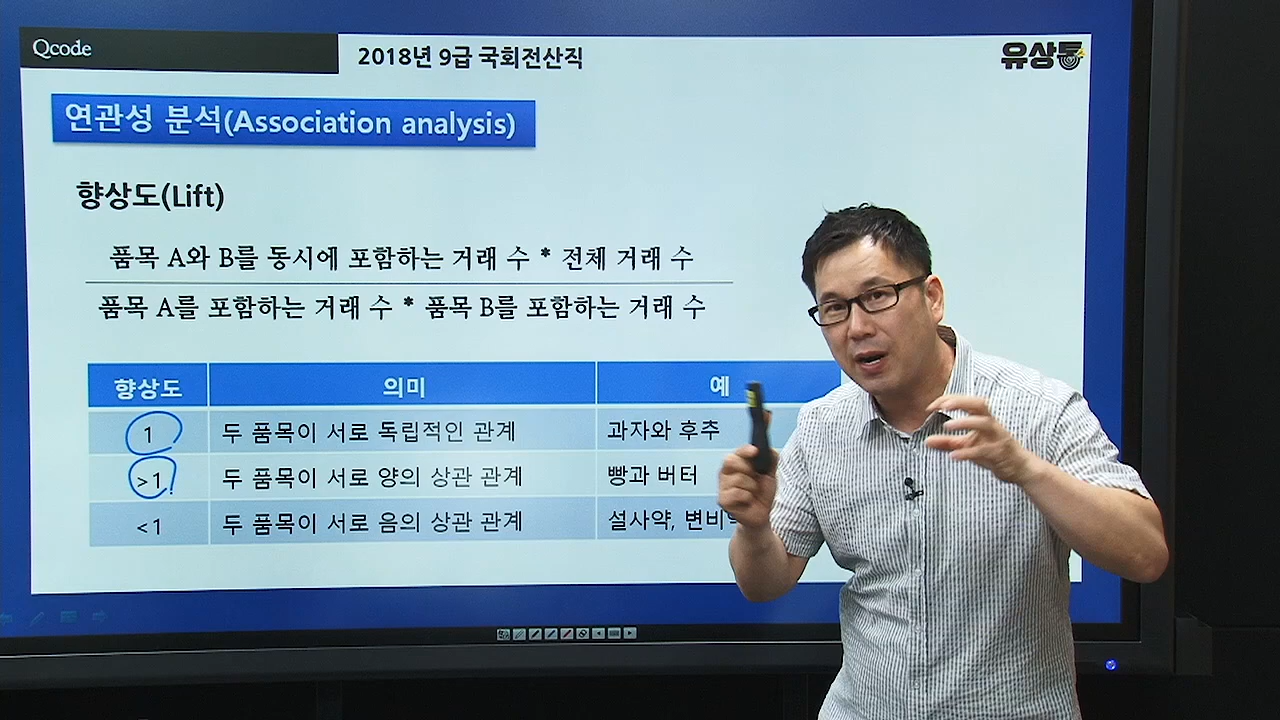 Qcode
2018년 9급 국회전산직
유상통
연관성 분석(Association analysis)
향상도(Lift)
품목 A와 B를 동시에 포함하는 거래 수 * 전체 거래 수
품목 A를 포함하는 거래 수 * 품목 B를 포함하는 거래 수
향상도 의미 예
1 두 품목이 서로 독립적인 관계 과자와 후추
>1 두 품목이 서로 양의 상관 관계 빵과 버터
<1 두 품목이 서로 음의 상관 관계 설사약, 변비